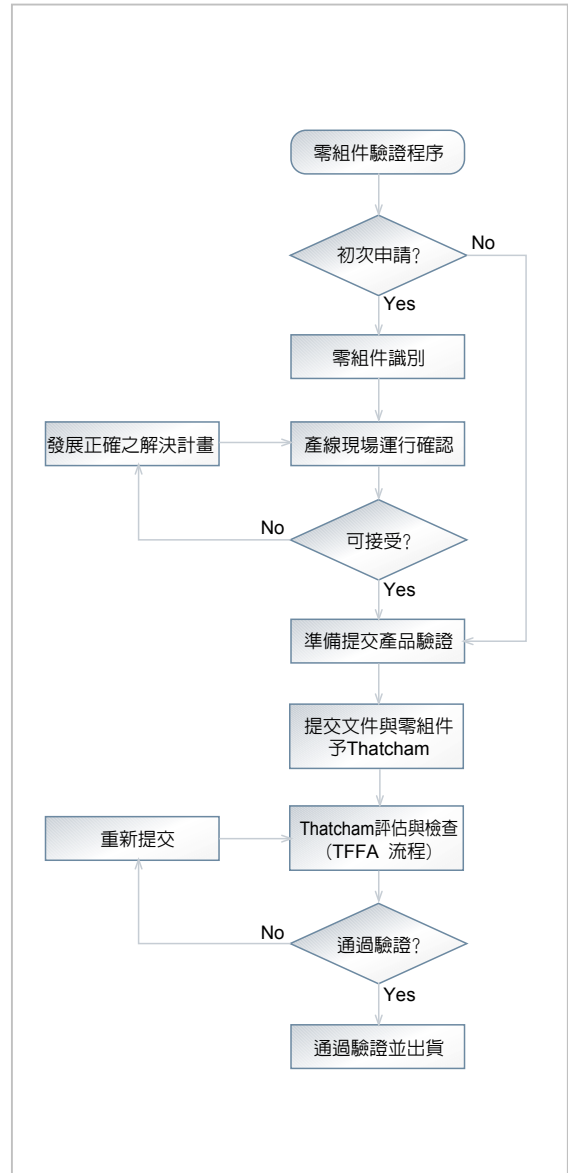 零組件驗證程序
初次申請?
No
Yes
零組件識別
發展正確之解決計畫
產線現場運行確認
No
可接受?
Yes
準備提交產品驗證
提交文件與零組件
予Thatcham
重新提交
Thatcham評估與檢查
(TFFA 流程)
No
通過驗證?
Yes
通過驗證並出貨